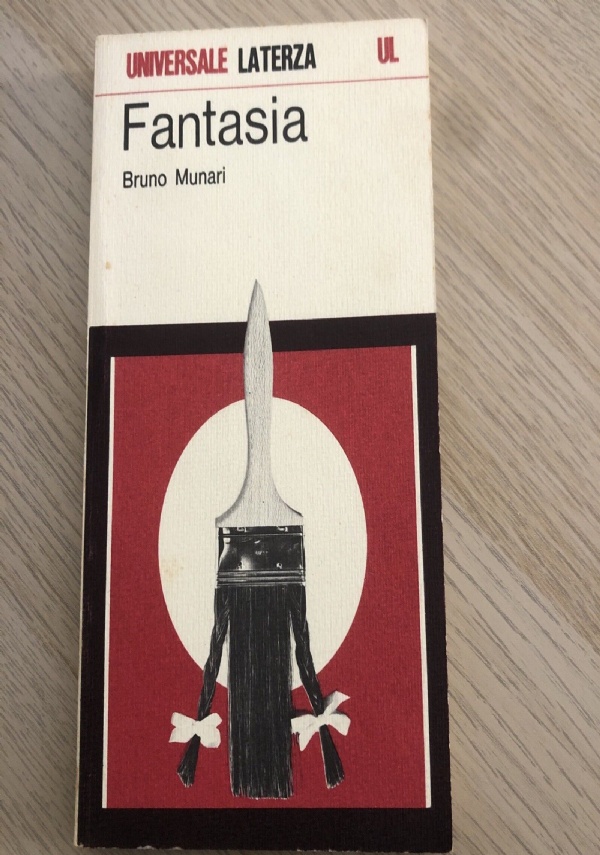 UNIVERSALE LATERZA UL
Fantasia
Bruno Munari